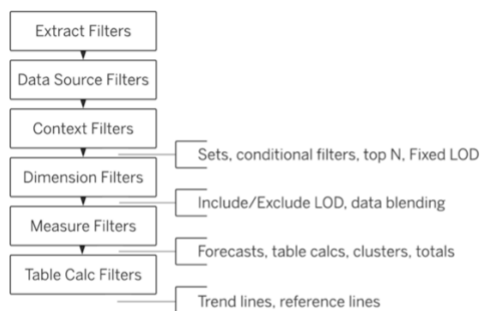 Extract Filters
Data Source Filters
Context Filters
Sets, conditional filters, top N, Fixed LOD
Dimension Filters
Include/Exclude LOD, data blending
Measure Filters
Forecasts, table calcs, clusters, totals
Table Calc Filters
Trend lines, reference lines